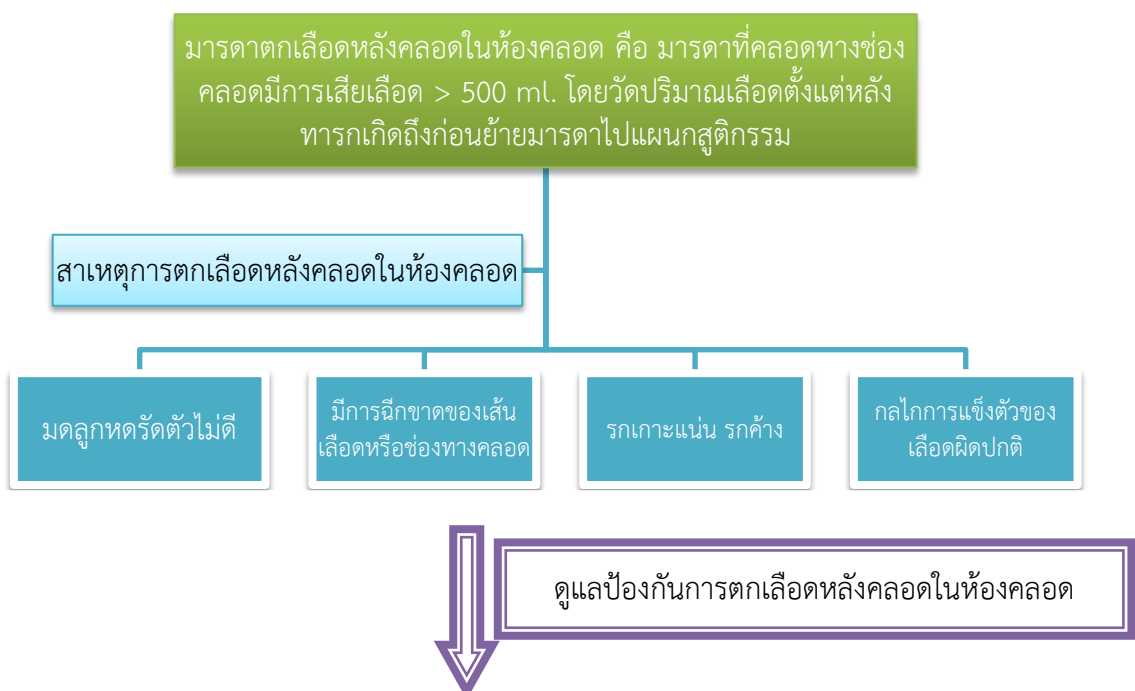 มารดาตกเลือดหลังคลอดในห้องคลอด คือ มารดาที่คลอดทางช่อง
คลอดมีการเสียเลือด > 500 ml. โดยวัดปริมาณเลือดตั้งแต่หลัง
ทารกเกิดถึงก่อนย้ายมารดาไปแผนกสูติกรรม
สาเหตุการตกเลือดหลังคลอดในห้องคลอด
มดลูกหดรัดตัวไม่ดี
มีการฉีกขาดของเส้น
เลือดหรือช่องทางคลอด
รกเกาะแน่น รกค้าง
กลไกการแข็งตัวของ
เลือดผิดปกติ
ดูแลป้องกันการตกเลือดหลังคลอดในห้องคลอด